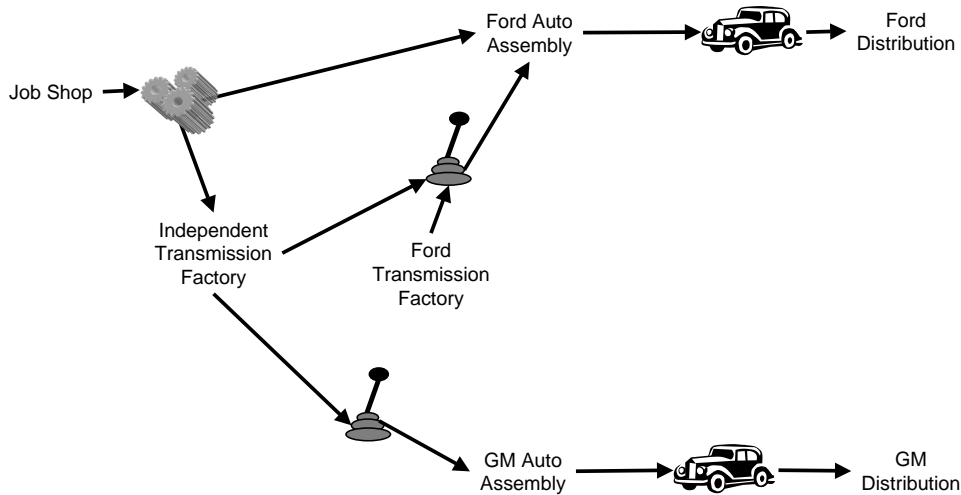 Ford Auto
Assembly
Ford
Distribution
Job Shop
Independent
Transmission
Factory
Ford
Transmission
Factory
GM Auto
Assembly
GM
Distribution